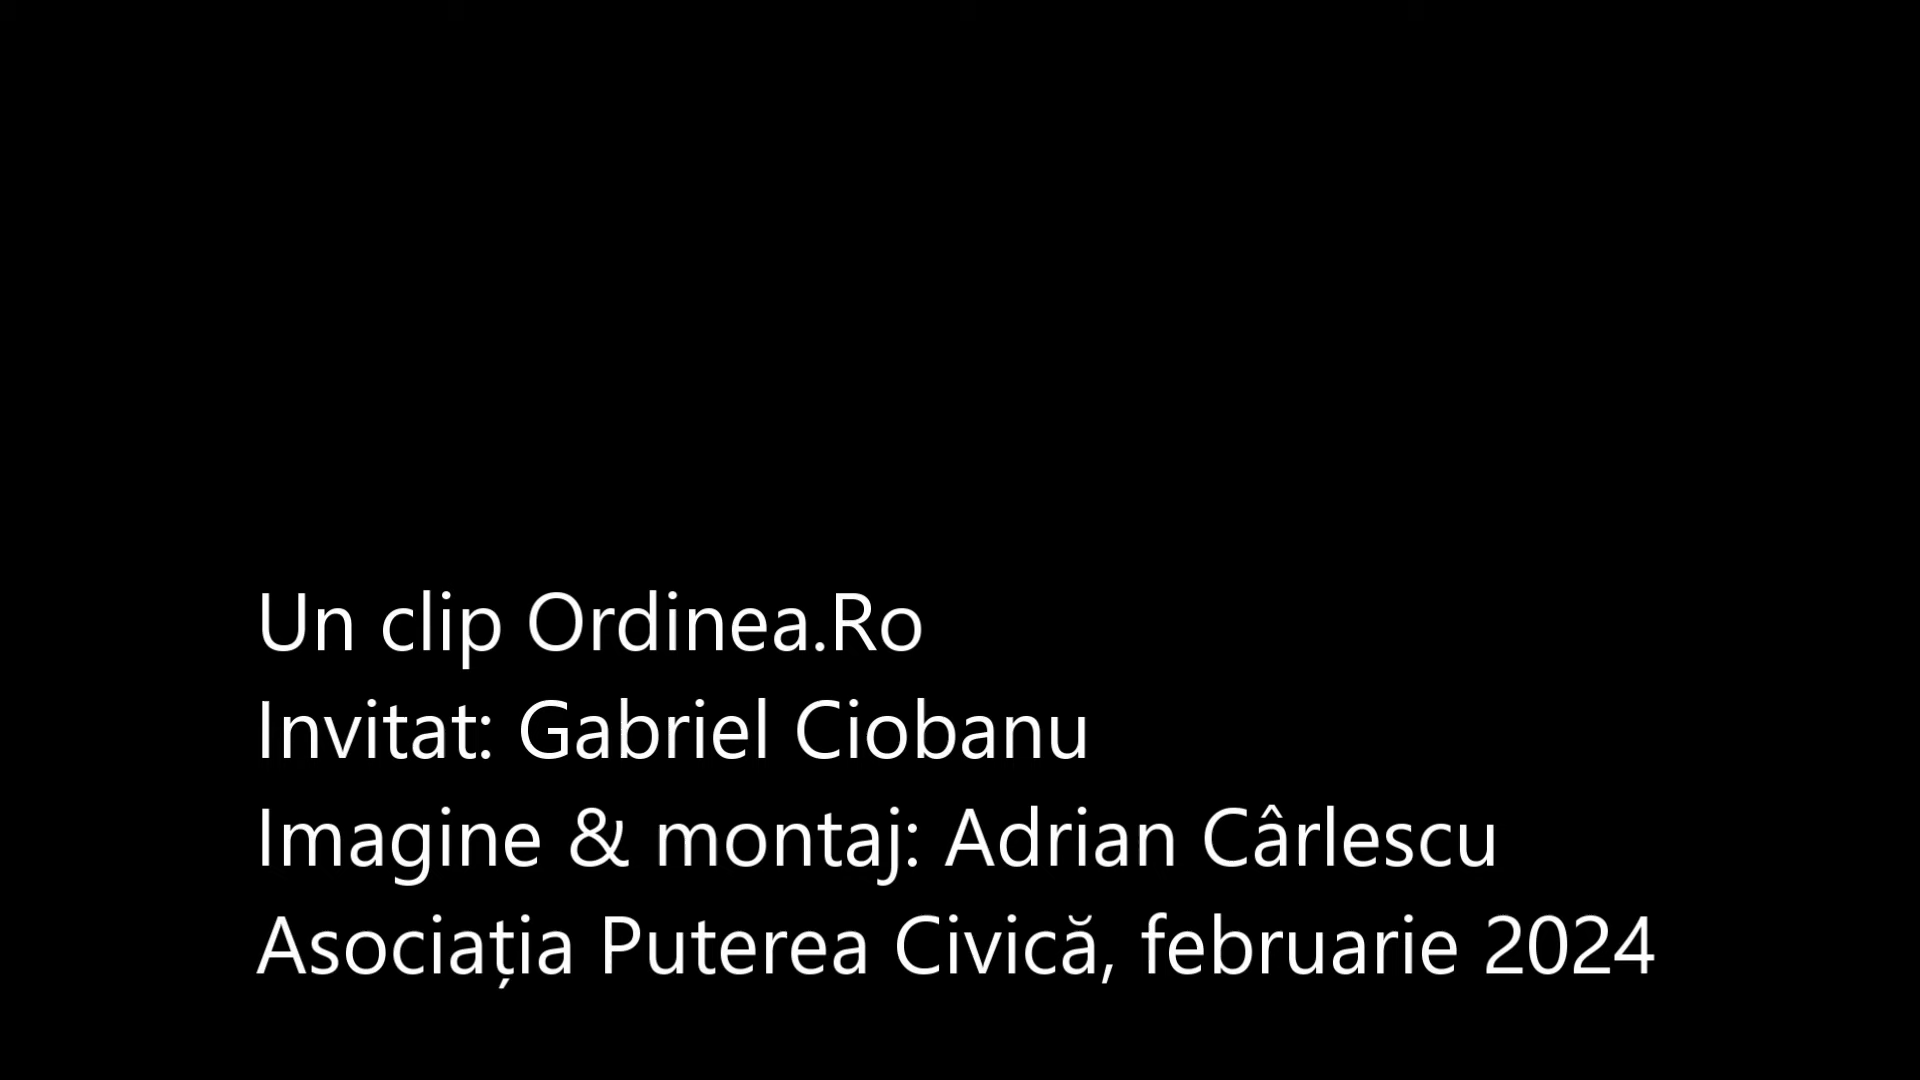 Un clip Ordinea.Ro
Invitat: Gabriel Ciobanu
Imagine & montaj: Adrian Cârlescu
Asociația Puterea Civică, februarie 2024